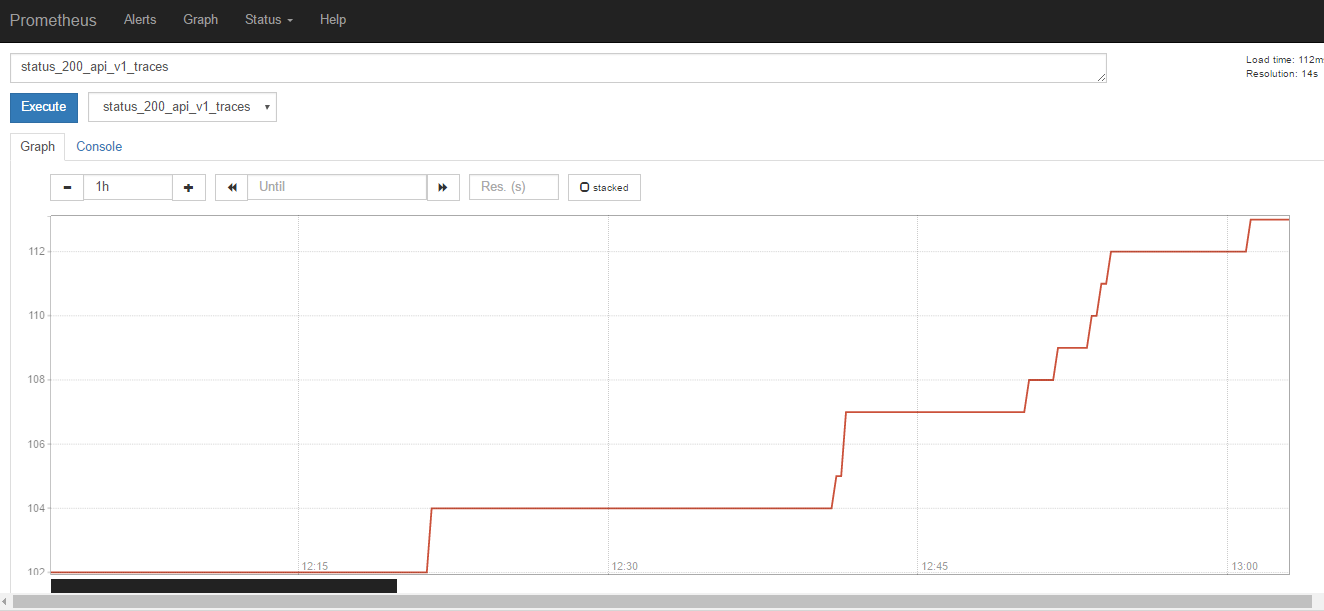 Prometheus Alerts Graph Status Help
status_200_api_v1_traces
Load time: 112ms
Resolution: 14s
Execute status_200_api_v1_traces
Graph Console
1h Until Res. (s) stacked
112
110
108
106
104
102
12:15 12:30 12:45 13:00